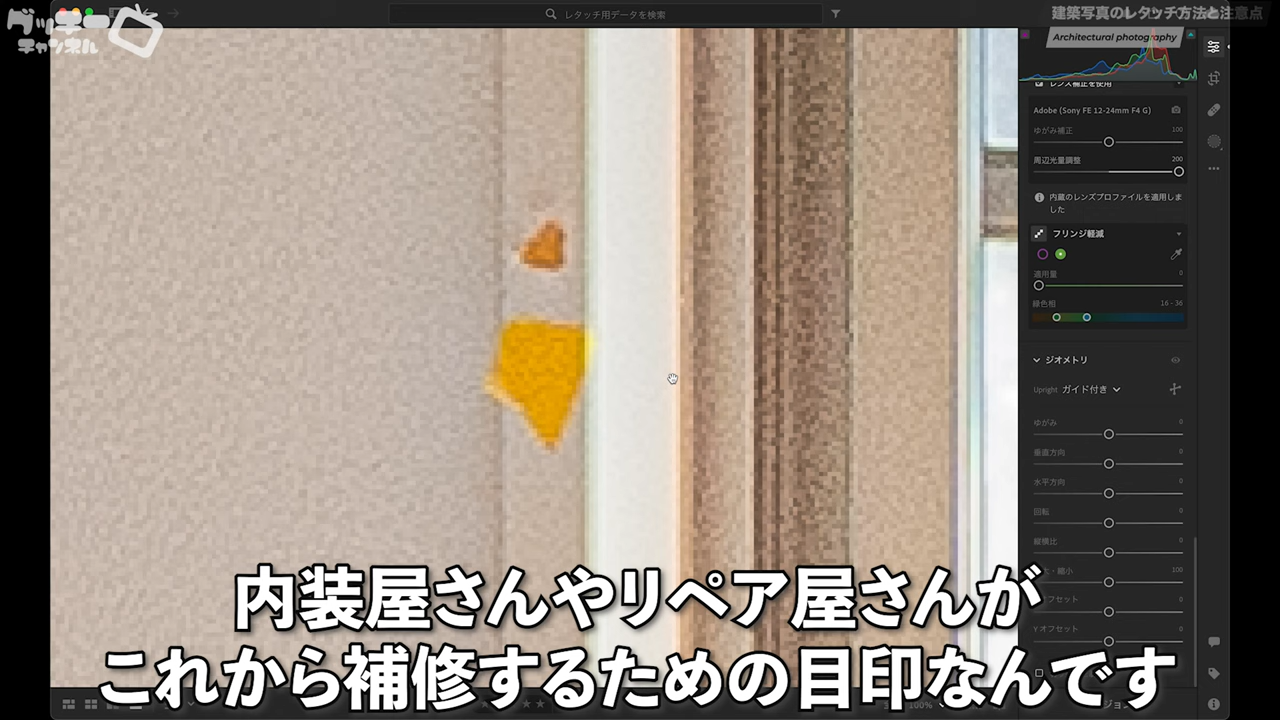 グッチー
チャンネル
レタッチ用データを検索
建築写真のレタッチ方法と注意点
Architectural photography
レンズ補正を使用
Adobe (Sony FE 12-24mm F4 G)
ゆがみ補正 100
周辺光量調整 200
内蔵のレンズプロファイルを適用しま
した
フリンジ軽減
適用量 0
緑色相 16 - 36
ジオメトリ
Upright ガイド付き
ゆがみ 0
垂直方向 0
水平方向 0
回転 0
縦横比 0
・縮小 100
フセット 0
Y オフセット 0
内装屋さんやリペア屋さんが
これから補修するための目印なんです
100%